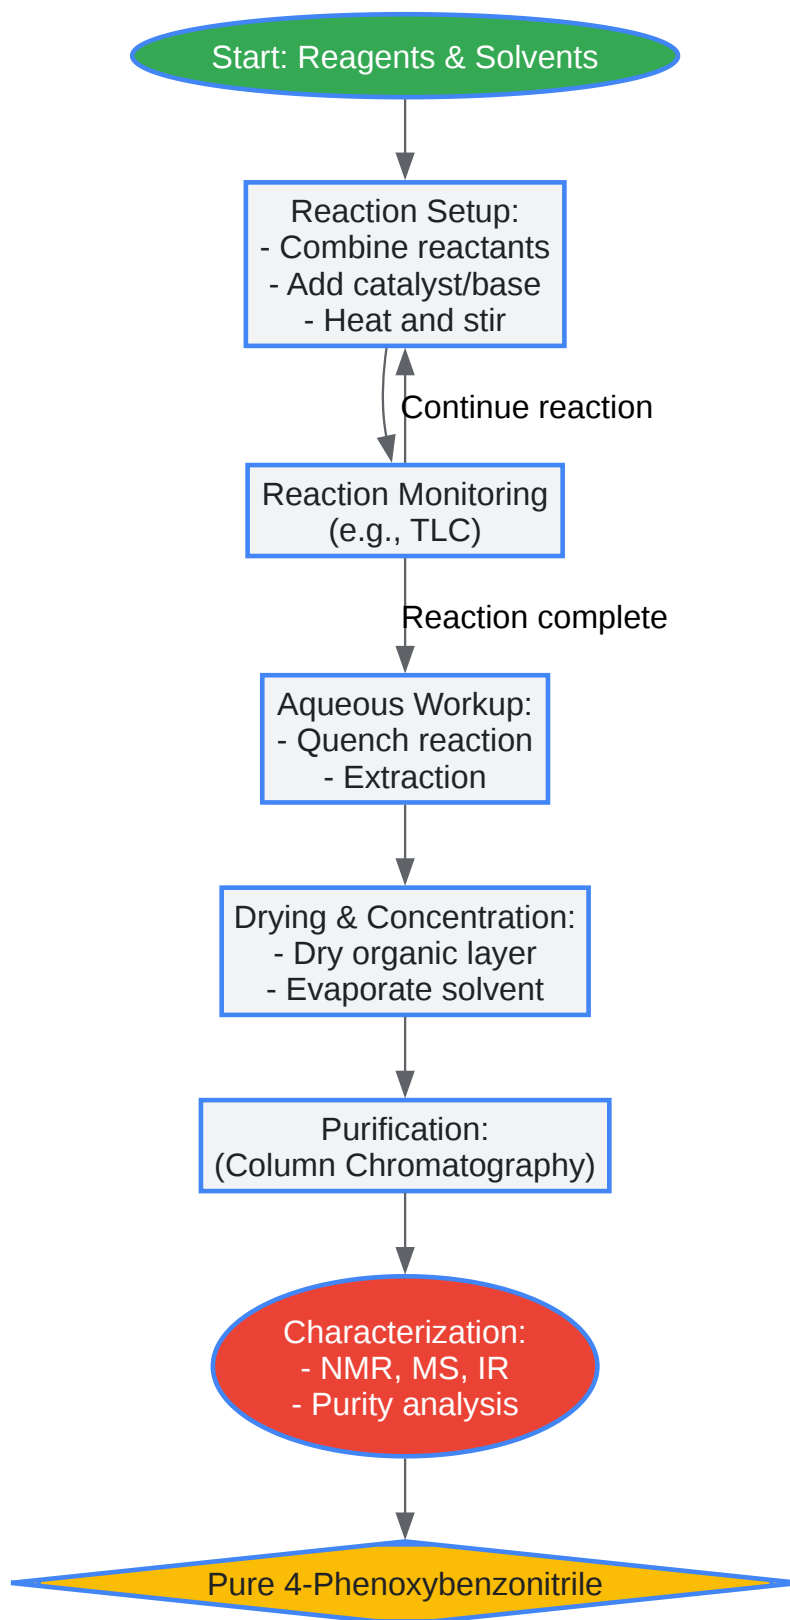 Start: Reagents & Solvents
Reaction Setup:
- Combine reactants
- Add catalyst/base
- Heat and stir
Continue reaction
Reaction Monitoring
(e.g., TLC)
Reaction complete
Aqueous Workup:
- Quench reaction
- Extraction
Drying & Concentration:
- Dry organic layer
- Evaporate solvent
Purification:
(Column Chromatography)
Characterization:
- NMR, MS, IR
- Purity analysis
Pure 4-Phenoxybenzonitrile